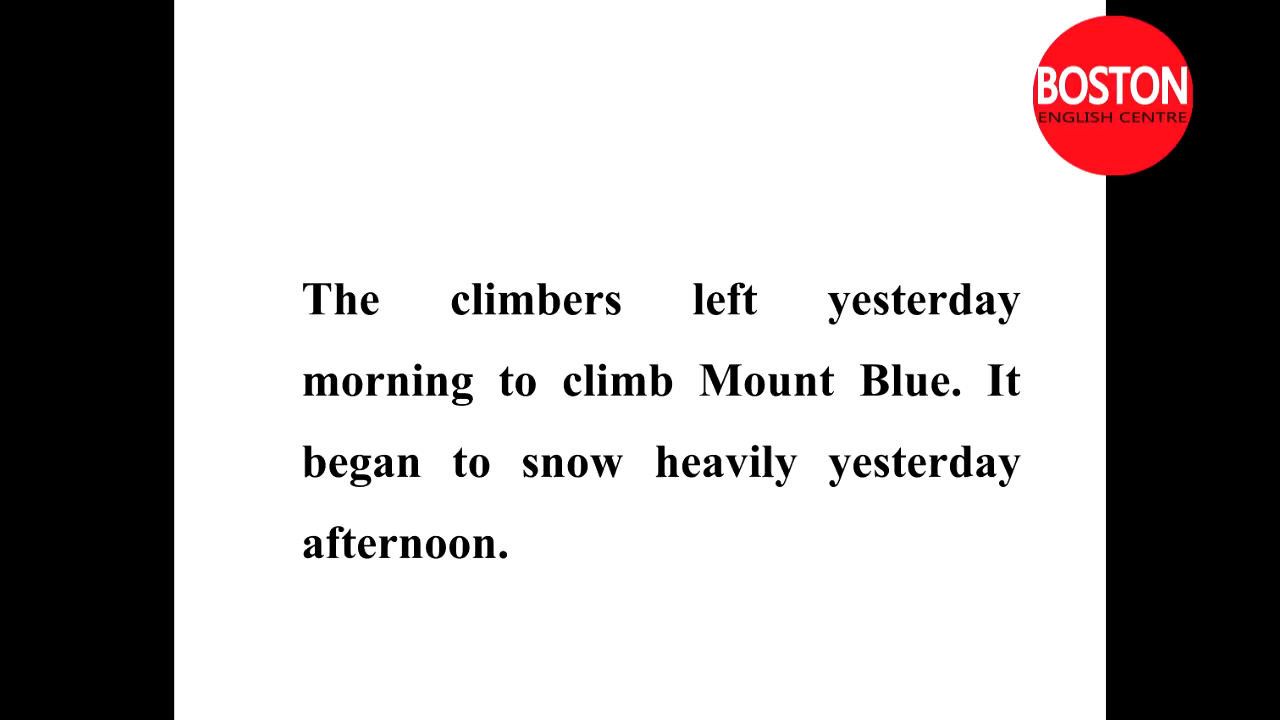 BOSTON
ENGLISH CENTRE
The climbers left yesterday
morning to climb Mount Blue. It
began to snow heavily yesterday
afternoon.